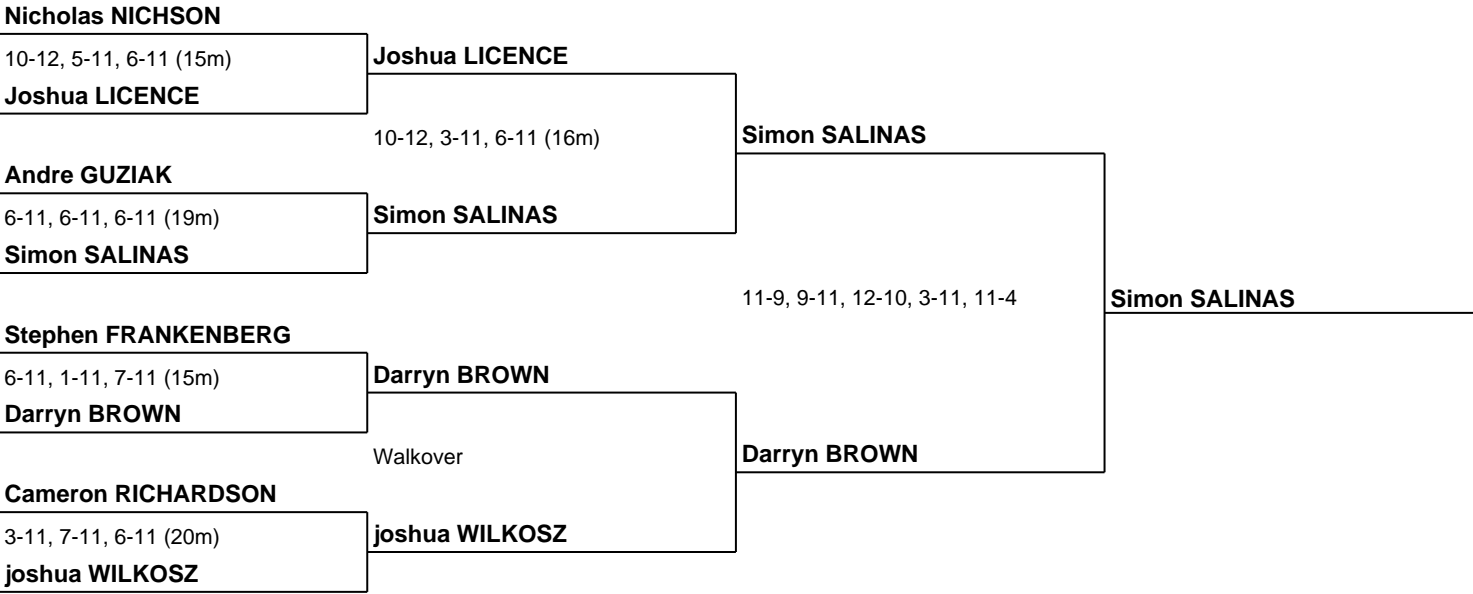 Nicholas NICHSON
10-12, 5-11, 6-11 (15m)
Joshua LICENCE
Joshua LICENCE
10-12, 3-11, 6-11 (16m)
Simon SALINAS
Andre GUZIAK
6-11, 6-11, 6-11 (19m)
Simon SALINAS
Simon SALINAS
11-9, 9-11, 12-10, 3-11, 11-4
Simon SALINAS
Stephen FRANKENBERG
6-11, 1-11, 7-11 (15m)
Darryn BROWN
Darryn BROWN
Walkover
Darryn BROWN
Cameron RICHARDSON
3-11, 7-11, 6-11 (20m)
joshua WILKOSZ
joshua WILKOSZ